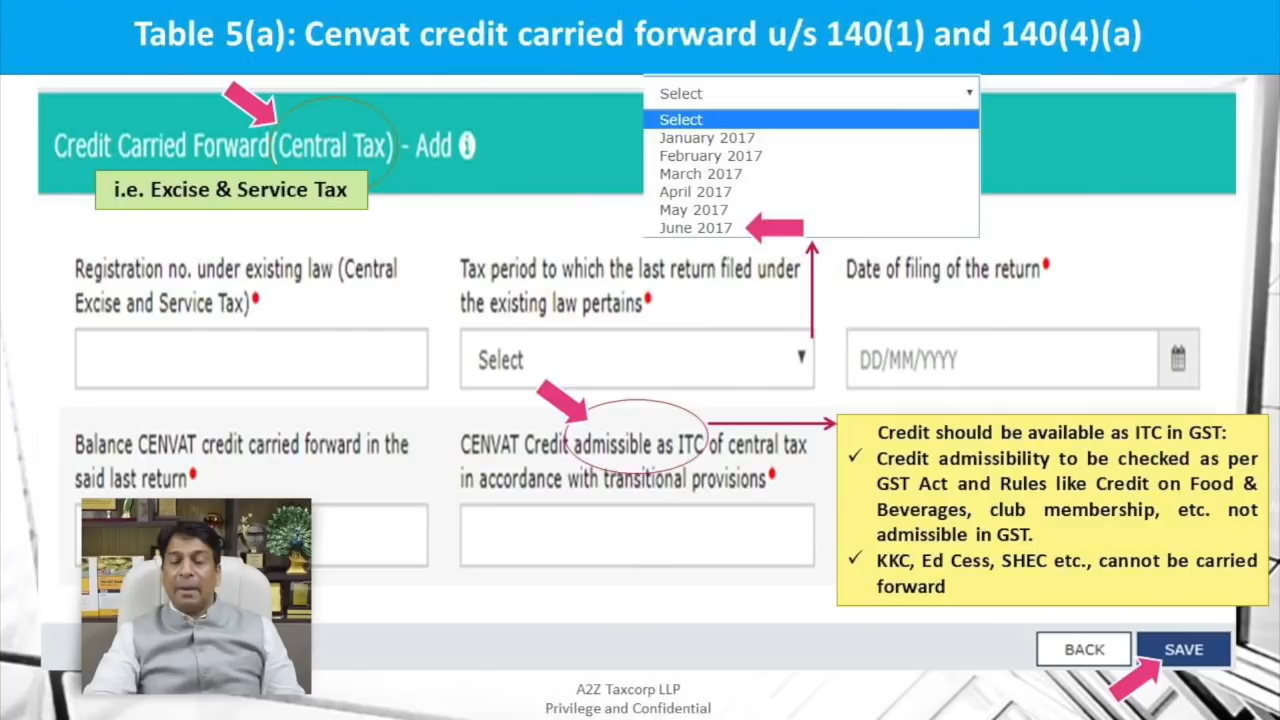 Table 5(a): Cenvat credit carried forward u/s 140(1) and 140(4)(a)
Select
Select
January 2017
February 2017
March 2017
April 2017
May 2017
June 2017
Credit Carried Forward(Central Tax) - Add
i.e. Excise & Service Tax
Registration no. under existing law (Central
Excise and Service Tax)•
Tax period to which the last return filed under
the existing law pertains•
Date of filing of the return•
Select
DD/MM/YYYY
Balance CENVAT credit carried forward in the
said last return•
CENVAT Credit admissible as ITC of central tax
in accordance with transitional provisions•
Credit should be available as ITC in GST:
✓ Credit admissibility to be checked as per
GST Act and Rules like Credit on Food &
Beverages, club membership, etc. not
admissible in GST.
✓ KKC, Ed Cess, SHEC etc., cannot be carried
forward
BACK
SAVE
A2Z Taxcorp LLP
Privilege and Confidential